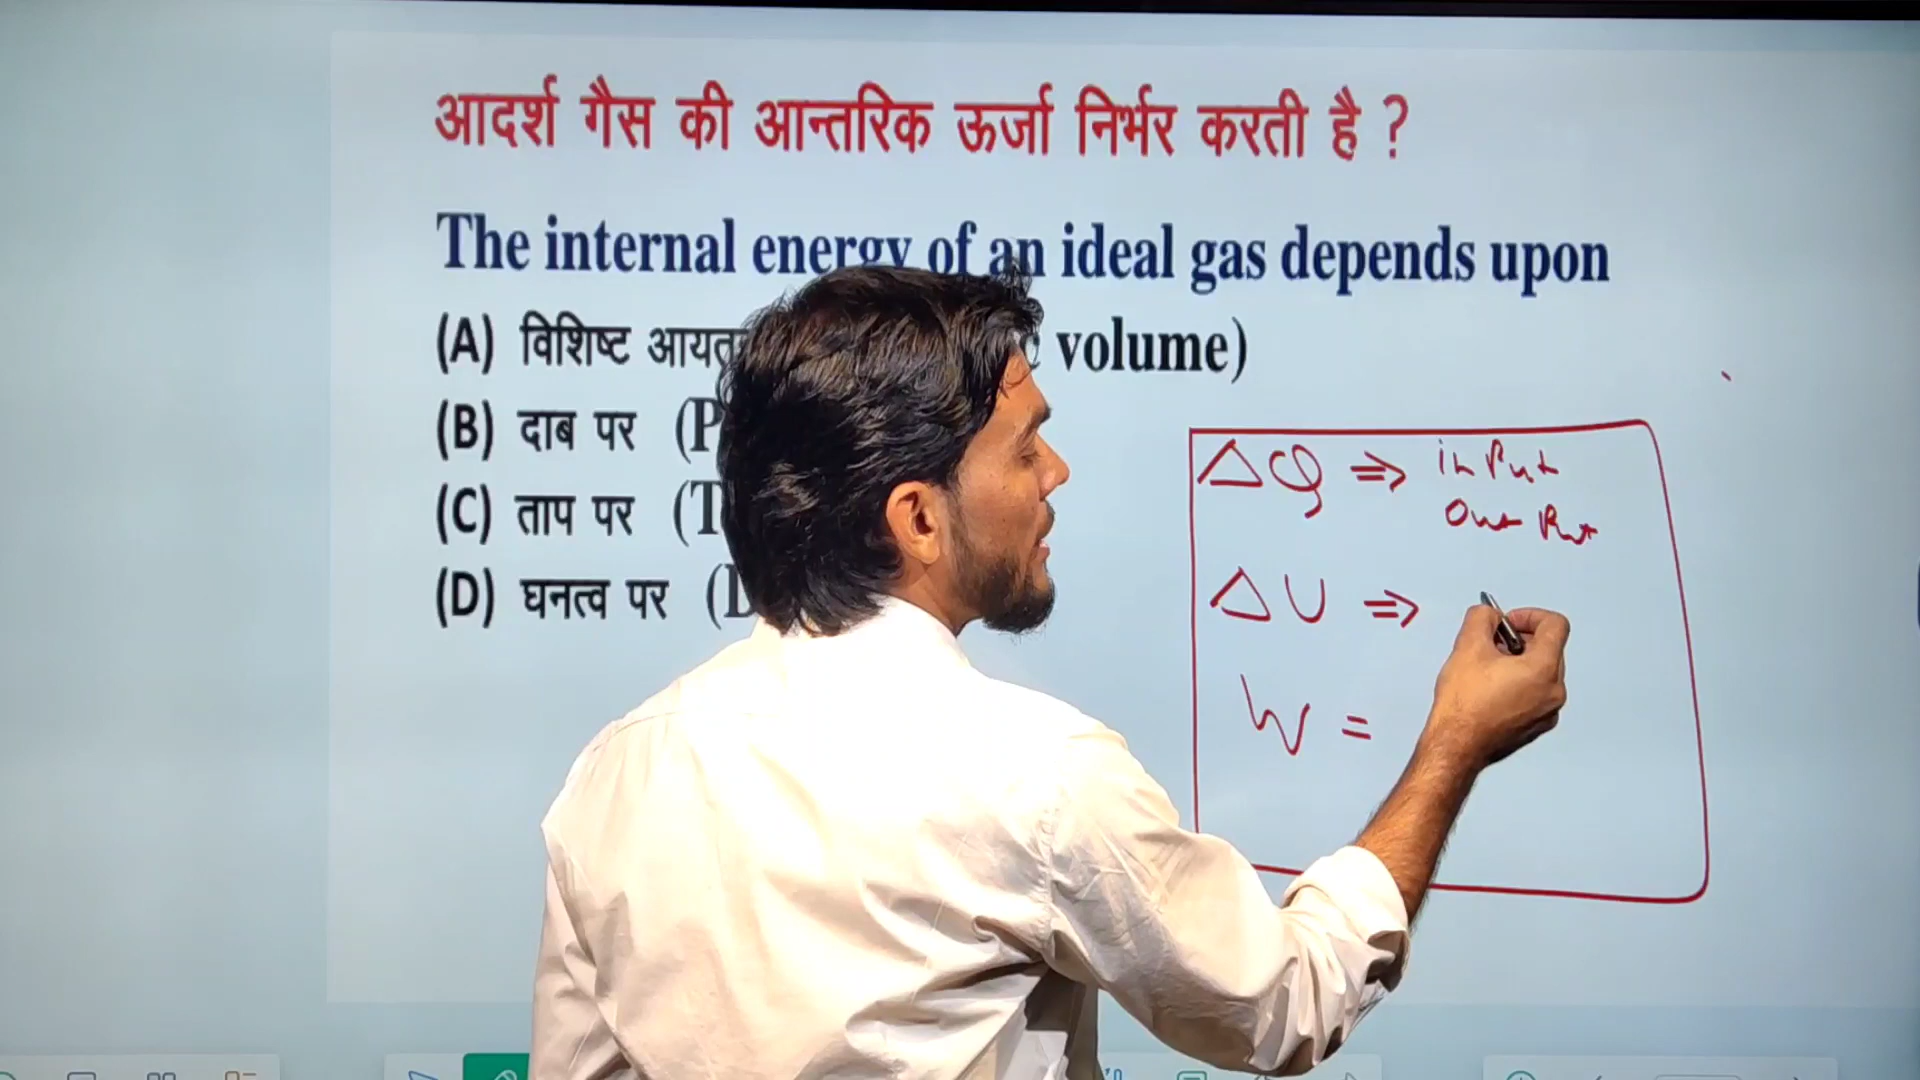 आदर्श गैस की आन्तरिक ऊर्जा निर्भर करती है ?
The internal energy of an ideal gas depends upon
(A) विशिष्ट volume)
(B) दाब पर (P
(C) ताप पर (T
(D) घनत्व पर (D
ΔQ ⇒ input
output
ΔU ⇒
W =